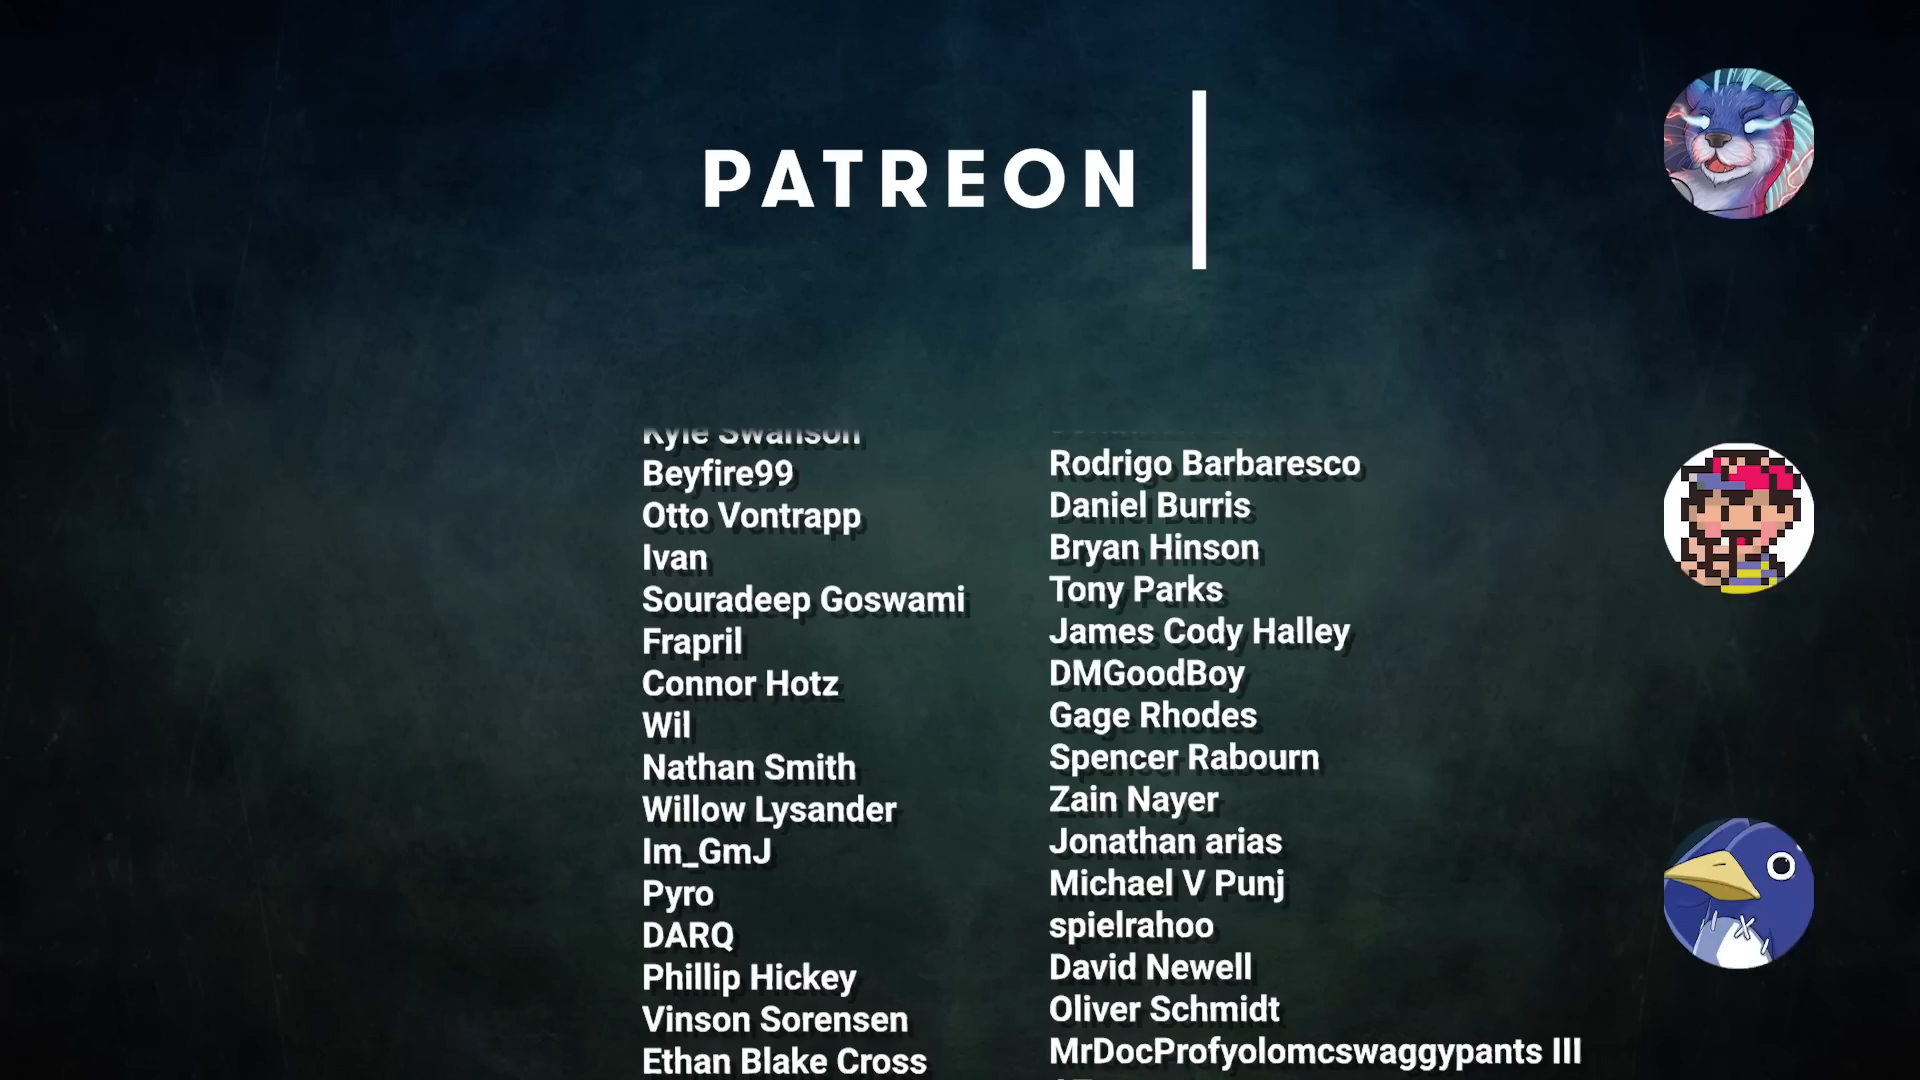 PATREON
Kyle Swanson
Beyfire99
Otto Vontrapp
Ivan
Souradeep Goswami
Frapril
Connor Hotz
Wil
Nathan Smith
Willow Lysander
Im_GmJ
Pyro
DARQ
Phillip Hickey
Vinson Sorensen
Ethan Blake Cross
Rodrigo Barbaresco
Daniel Burris
Bryan Hinson
Tony Parks
James Cody Halley
DMGoodBoy
Gage Rhodes
Spencer Rabourn
Zain Nayer
Jonathan arias
Michael V Punj
spielrahoo
David Newell
Oliver Schmidt
MrDocProfyolomcswaggypants III